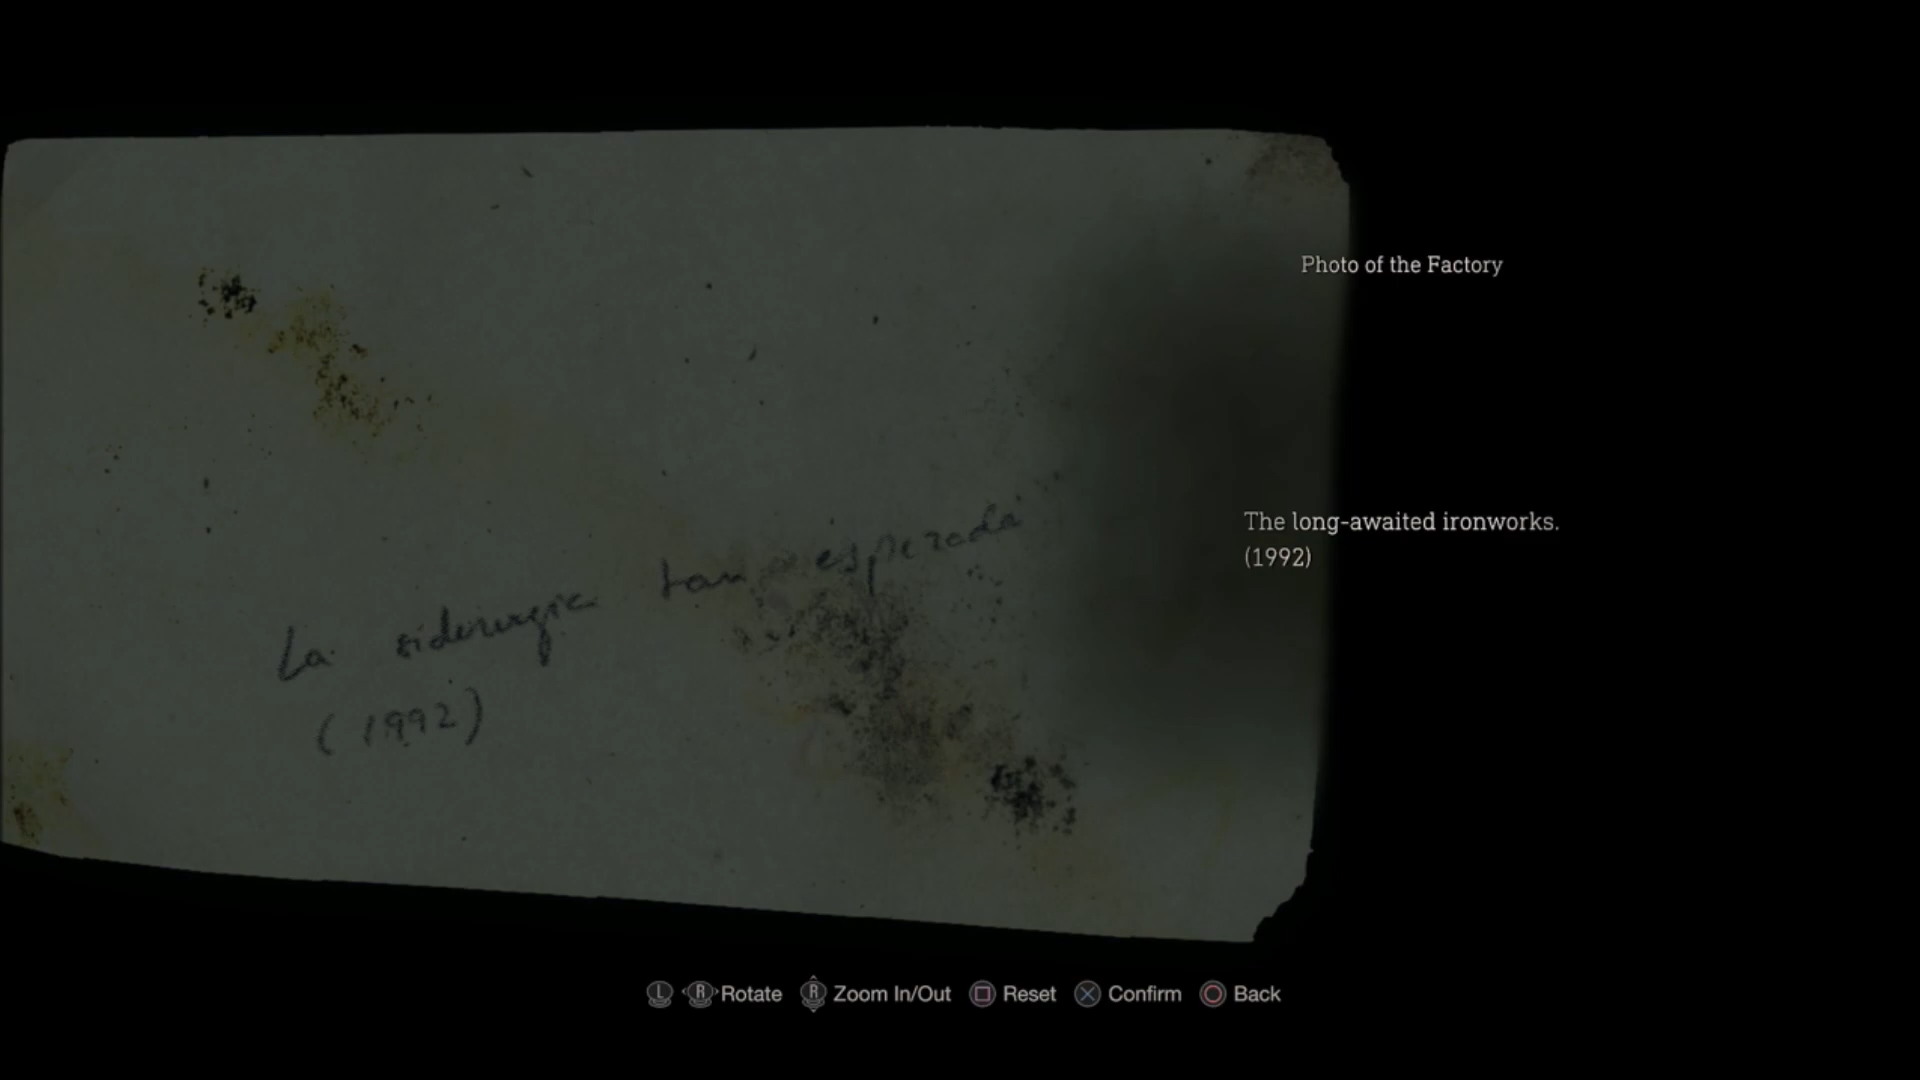 Photo of the Factory
La siderurgia tan esperada
(1992)
The long-awaited ironworks.
(1992)
L R Rotate R Zoom In/Out Reset Confirm Back